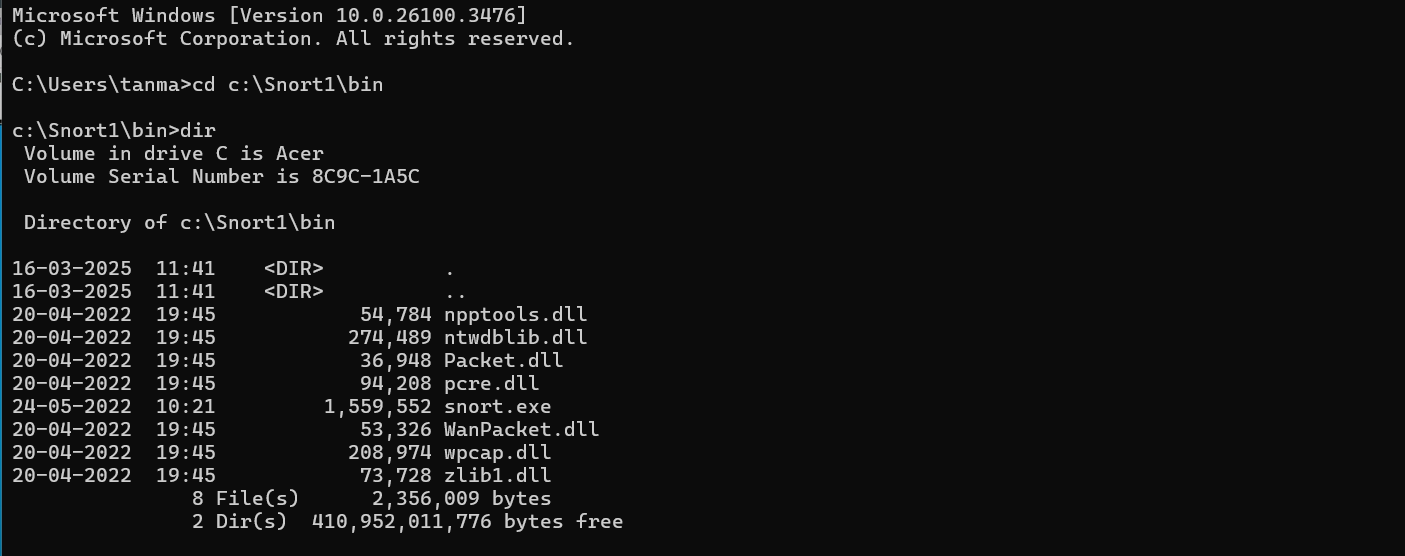 Microsoft Windows [Version 10.0.26100.3476]
(c) Microsoft Corporation. All rights reserved.
C:\Users\tanma>cd c:\Snort1\bin
c:\Snort1\bin>dir
 Volume in drive C is Acer
 Volume Serial Number is 8C9C-1A5C
 Directory of c:\Snort1\bin
16-03-2025  11:41    <DIR>          .
16-03-2025  11:41    <DIR>          ..
20-04-2022  19:45            54,784 npptools.dll
20-04-2022  19:45           274,489 ntwdblib.dll
20-04-2022  19:45            36,948 Packet.dll
20-04-2022  19:45            94,208 pcre.dll
24-05-2022  10:21         1,559,552 snort.exe
20-04-2022  19:45            53,326 WanPacket.dll
20-04-2022  19:45           208,974 wpcap.dll
20-04-2022  19:45            73,728 zlib1.dll
               8 File(s)      2,356,009 bytes
               2 Dir(s)  410,952,011,776 bytes free